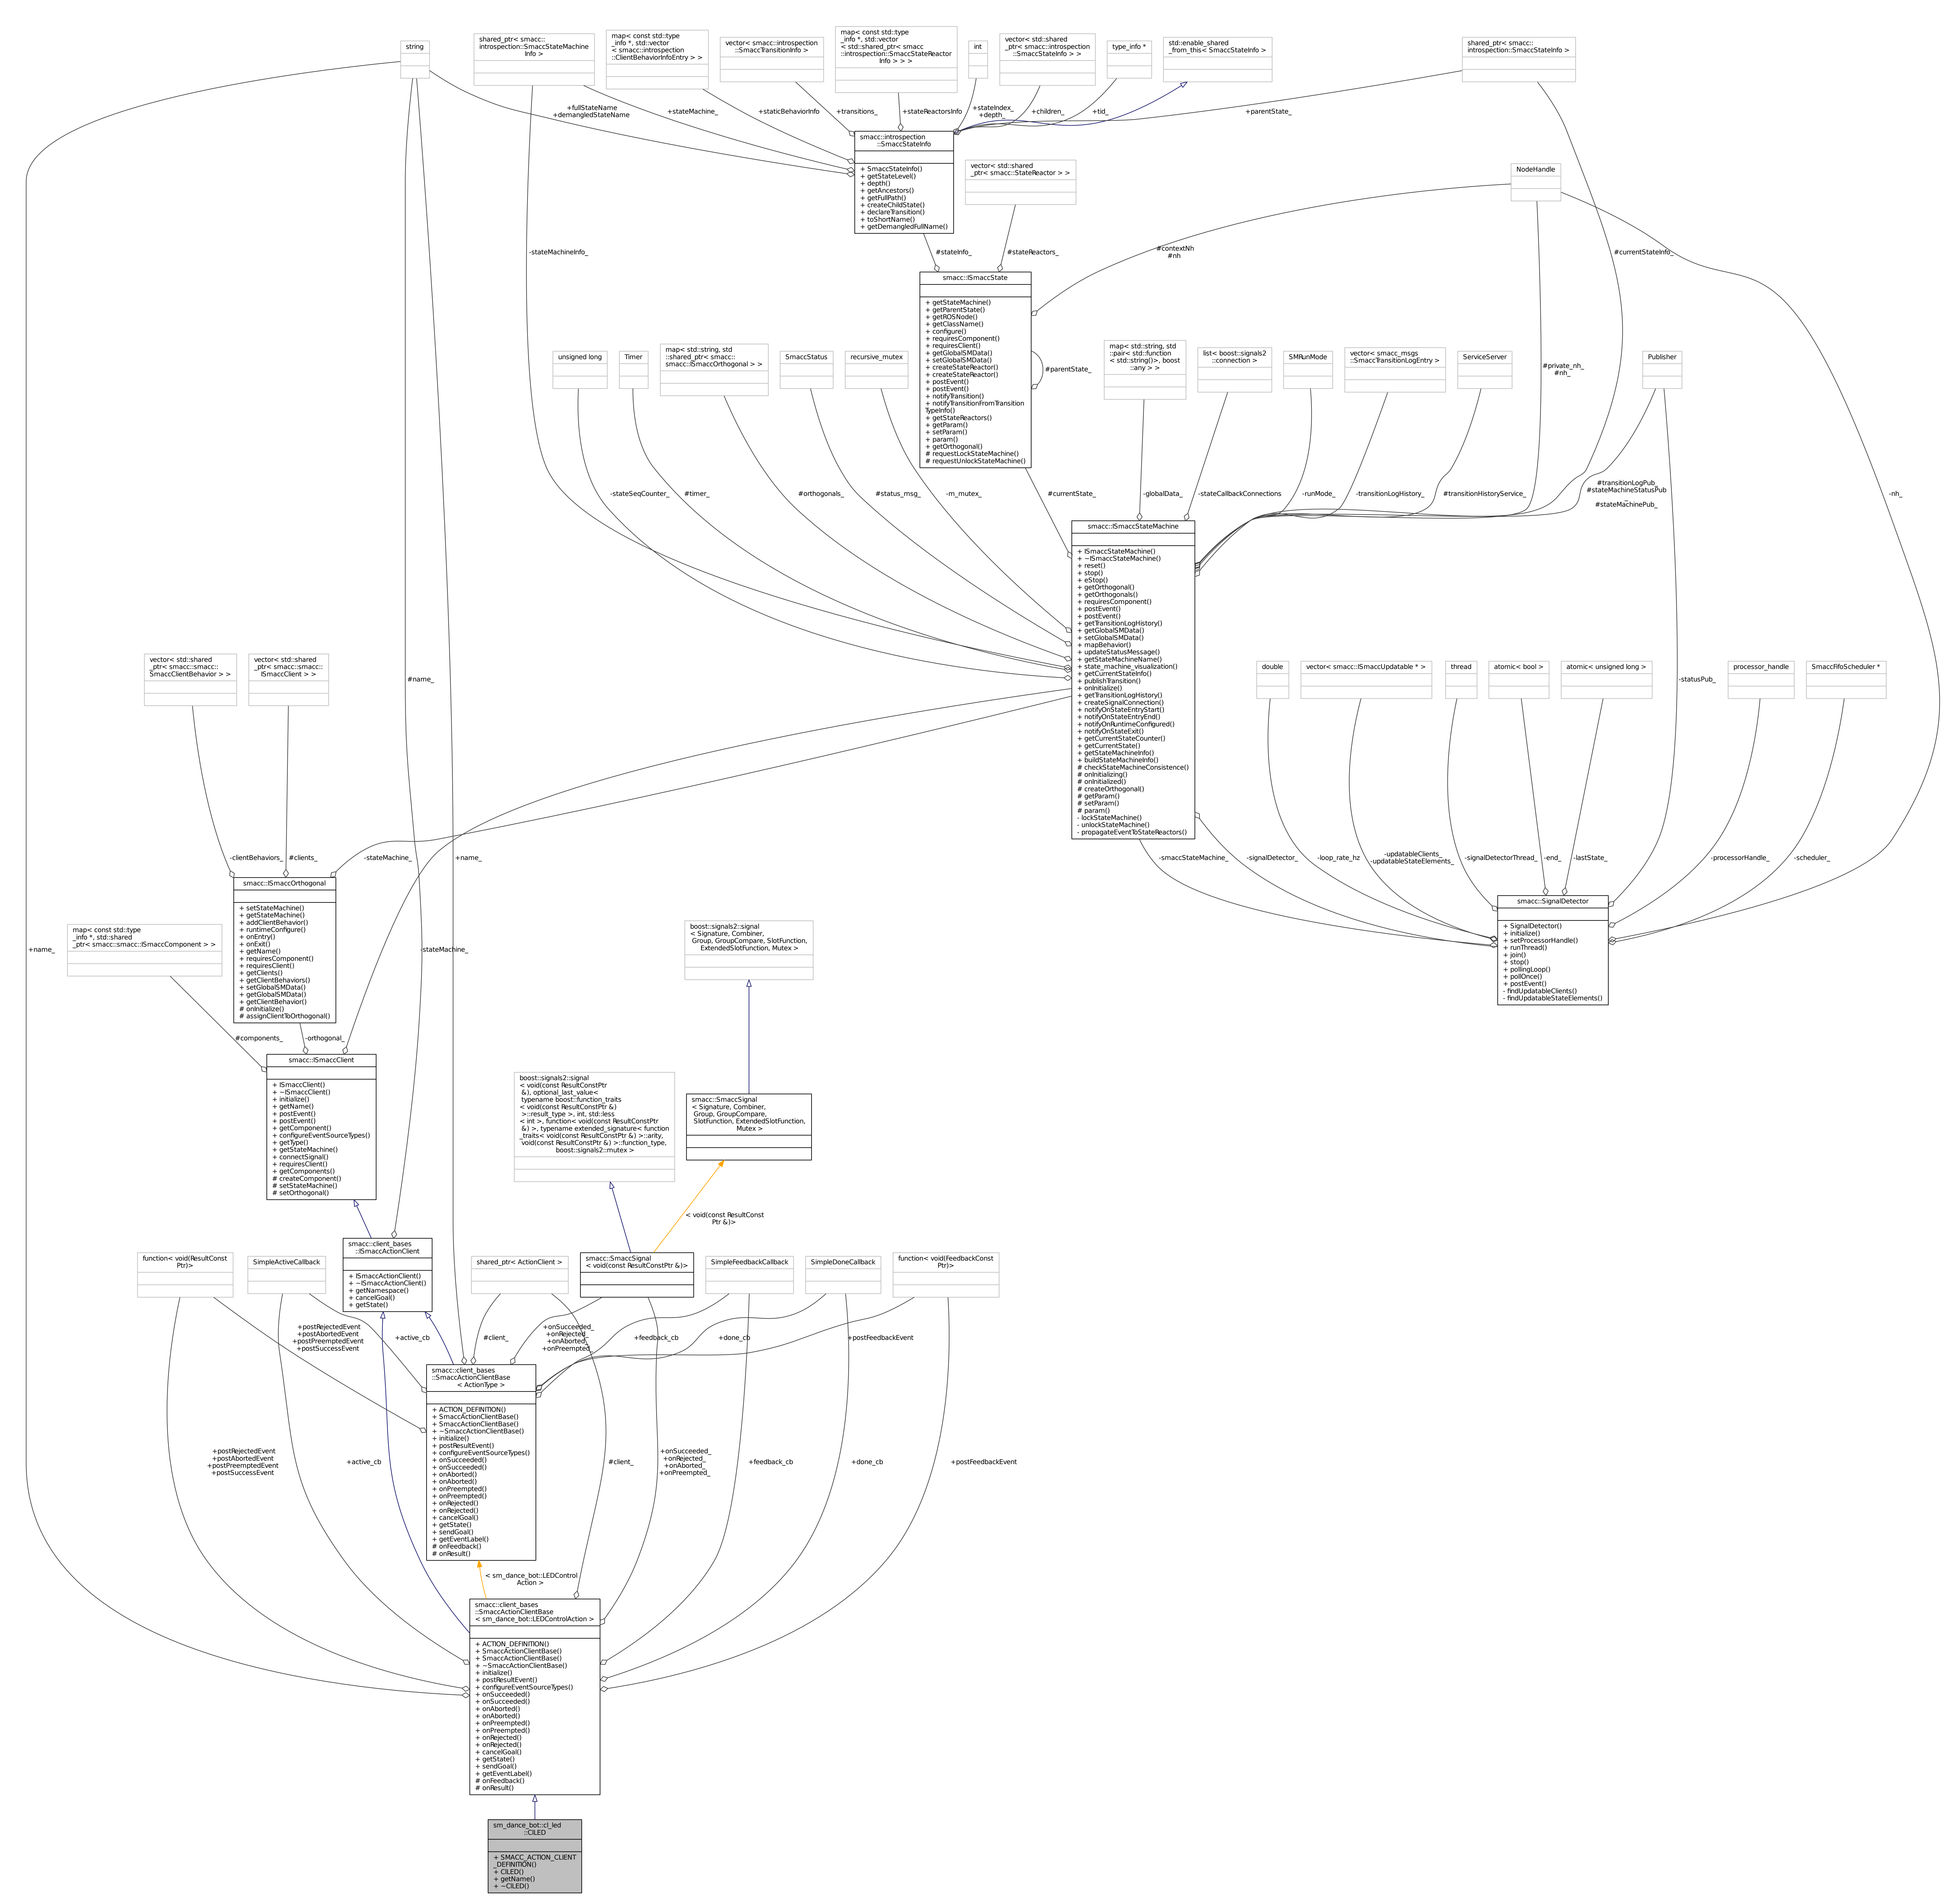 string
shared_ptr< smacc::
introspection::SmaccStateMachine
Info >
map< const std::type
_info *, std::vector
< smacc::introspection
::ClientBehaviorInfoEntry > >
vector< smacc::introspection
::SmaccTransitionInfo >
map< const std::type
_info *, std::vector
< std::shared_ptr< smacc
::introspection::SmaccStateReactor
Info > > >
int
vector< std::shared
_ptr< smacc::introspection
::SmaccStateInfo > >
type_info *
std::enable_shared
_from_this< SmaccStateInfo >
shared_ptr< smacc::
introspection::SmaccStateInfo >
+fullStateName
+demangledStateName
+stateMachine_
+staticBehaviorInfo
+transitions_
+stateReactorsInfo
+stateIndex_
+depth_
+children_
+tid_
+parentState_
smacc::introspection
::SmaccStateInfo
+ SmaccStateInfo()
+ getStateLevel()
+ depth()
+ getAncestors()
+ getFullPath()
+ createChildState()
+ declareTransition()
+ toShortName()
+ getDemangledFullName()
vector< std::shared
_ptr< smacc::StateReactor > >
NodeHandle
-stateMachineInfo_
#stateInfo_
#stateReactors_
#contextNh
#nh
#currentStateInfo_
smacc::ISmaccState
+ getStateMachine()
+ getParentState()
+ getROSNode()
+ getClassName()
+ configure()
+ requiresComponent()
+ requiresClient()
+ getGlobalSMData()
+ setGlobalSMData()
+ createStateReactor()
+ createStateReactor()
+ postEvent()
+ postEvent()
+ notifyTransition()
+ notifyTransitionFromTransition
TypeInfo()
+ getStateReactors()
+ getParam()
+ setParam()
+ param()
+ getOrthogonal()
# requestLockStateMachine()
# requestUnlockStateMachine()
#parentState_
unsigned long
Timer
map< std::string, std
::shared_ptr< smacc::
smacc::ISmaccOrthogonal > >
SmaccStatus
recursive_mutex
map< std::string, std
::pair< std::function
< std::string()>, boost
::any > >
list< boost::signals2
::connection >
SMRunMode
vector< smacc_msgs
::SmaccTransitionLogEntry >
ServiceServer
#private_nh_
#nh_
Publisher
-stateSeqCounter_
#timer_
#orthogonals_
#status_msg_
-m_mutex_
#currentState_
-globalData_
-stateCallbackConnections
-runMode_
-transitionLogHistory_
#transitionHistoryService_
#transitionLogPub_
#stateMachineStatusPub
_
#stateMachinePub_
-nh_
smacc::ISmaccStateMachine
+ ISmaccStateMachine()
+ ~ISmaccStateMachine()
+ reset()
+ stop()
+ eStop()
+ getOrthogonal()
+ getOrthogonals()
+ requiresComponent()
+ postEvent()
+ postEvent()
+ getTransitionLogHistory()
+ getGlobalSMData()
+ setGlobalSMData()
+ mapBehavior()
+ updateStatusMessage()
+ getStateMachineName()
+ state_machine_visualization()
+ getCurrentStateInfo()
+ publishTransition()
+ onInitialize()
+ getTransitionLogHistory()
+ createSignalConnection()
+ notifyOnStateEntryStart()
+ notifyOnStateEntryEnd()
+ notifyOnRuntimeConfigured()
+ notifyOnStateExit()
+ getCurrentStateCounter()
+ getCurrentState()
+ getStateMachineInfo()
+ buildStateMachineInfo()
# checkStateMachineConsistence()
# onInitializing()
# onInitialized()
# createOrthogonal()
# getParam()
# setParam()
# param()
- lockStateMachine()
- unlockStateMachine()
- propagateEventToStateReactors()
vector< std::shared
_ptr< smacc::smacc::
SmaccClientBehavior > >
vector< std::shared
_ptr< smacc::smacc::
ISmaccClient > >
#name_
double
vector< smacc::ISmaccUpdatable * >
thread
atomic< bool >
atomic< unsigned long >
-statusPub_
processor_handle
SmaccFifoScheduler *
-clientBehaviors_
#clients_
-stateMachine_
+name_
-smaccStateMachine_
-signalDetector_
-loop_rate_hz
-updatableClients_
-updatableStateElements_
-signalDetectorThread_
-end_
-lastState_
-processorHandle_
-scheduler_
smacc::ISmaccOrthogonal
+ setStateMachine()
+ getStateMachine()
+ addClientBehavior()
+ runtimeConfigure()
+ onEntry()
+ onExit()
+ getName()
+ requiresComponent()
+ requiresClient()
+ getClients()
+ getClientBehaviors()
+ setGlobalSMData()
+ getGlobalSMData()
+ getClientBehavior()
# onInitialize()
# assignClientToOrthogonal()
smacc::SignalDetector
+ SignalDetector()
+ initialize()
+ setProcessorHandle()
+ runThread()
+ join()
+ stop()
+ pollingLoop()
+ pollOnce()
+ postEvent()
- findUpdatableClients()
- findUpdatableStateElements()
map< const std::type
_info *, std::shared
_ptr< smacc::smacc::ISmaccComponent > >
+name_
-stateMachine_
boost::signals2::signal
< Signature, Combiner,
Group, GroupCompare, SlotFunction,
ExtendedSlotFunction, Mutex >
#components_
-orthogonal_
smacc::ISmaccClient
+ ISmaccClient()
+ ~ISmaccClient()
+ initialize()
+ getName()
+ postEvent()
+ postEvent()
+ getComponent()
+ configureEventSourceTypes()
+ getType()
+ getStateMachine()
+ connectSignal()
+ requiresClient()
+ getComponents()
# createComponent()
# setStateMachine()
# setOrthogonal()
boost::signals2::signal
< void(const ResultConstPtr
&), optional_last_value<
typename boost::function_traits
< void(const ResultConstPtr &)
>::result_type >, int, std::less
< int >, function< void(const ResultConstPtr
&) >, typename extended_signature< function
_traits< void(const ResultConstPtr &) >::arity,
void(const ResultConstPtr &) >::function_type,
boost::signals2::mutex >
smacc::SmaccSignal
< Signature, Combiner,
Group, GroupCompare,
SlotFunction, ExtendedSlotFunction,
Mutex >
< void(const ResultConst
Ptr &)>
function< void(ResultConst
Ptr)>
SimpleActiveCallback
smacc::client_bases
::ISmaccActionClient
+ ISmaccActionClient()
+ ~ISmaccActionClient()
+ getNamespace()
+ cancelGoal()
+ getState()
shared_ptr< ActionClient >
smacc::SmaccSignal
< void(const ResultConstPtr &)>
SimpleFeedbackCallback
SimpleDoneCallback
function< void(FeedbackConst
Ptr)>
+postRejectedEvent
+postAbortedEvent
+postPreemptedEvent
+postSuccessEvent
+active_cb
#client_
+onSucceeded_
+onRejected_
+onAborted_
+onPreempted_
+feedback_cb
+done_cb
+postFeedbackEvent
smacc::client_bases
::SmaccActionClientBase
< ActionType >
+ ACTION_DEFINITION()
+ SmaccActionClientBase()
+ SmaccActionClientBase()
+ ~SmaccActionClientBase()
+ initialize()
+ postResultEvent()
+ configureEventSourceTypes()
+ onSucceeded()
+ onSucceeded()
+ onAborted()
+ onAborted()
+ onPreempted()
+ onPreempted()
+ onRejected()
+ onRejected()
+ cancelGoal()
+ getState()
+ sendGoal()
+ getEventLabel()
# onFeedback()
# onResult()
+postRejectedEvent
+postAbortedEvent
+postPreemptedEvent
+postSuccessEvent
+active_cb
#client_
+onSucceeded_
+onRejected_
+onAborted_
+onPreempted_
+feedback_cb
+done_cb
+postFeedbackEvent
< sm_dance_bot::LEDControl
Action >
smacc::client_bases
::SmaccActionClientBase
< sm_dance_bot::LEDControlAction >
+ ACTION_DEFINITION()
+ SmaccActionClientBase()
+ SmaccActionClientBase()
+ ~SmaccActionClientBase()
+ initialize()
+ postResultEvent()
+ configureEventSourceTypes()
+ onSucceeded()
+ onSucceeded()
+ onAborted()
+ onAborted()
+ onPreempted()
+ onPreempted()
+ onRejected()
+ onRejected()
+ cancelGoal()
+ getState()
+ sendGoal()
+ getEventLabel()
# onFeedback()
# onResult()
sm_dance_bot::cl_led
::ClLED
+ SMACC_ACTION_CLIENT
_DEFINITION()
+ ClLED()
+ getName()
+ ~ClLED()